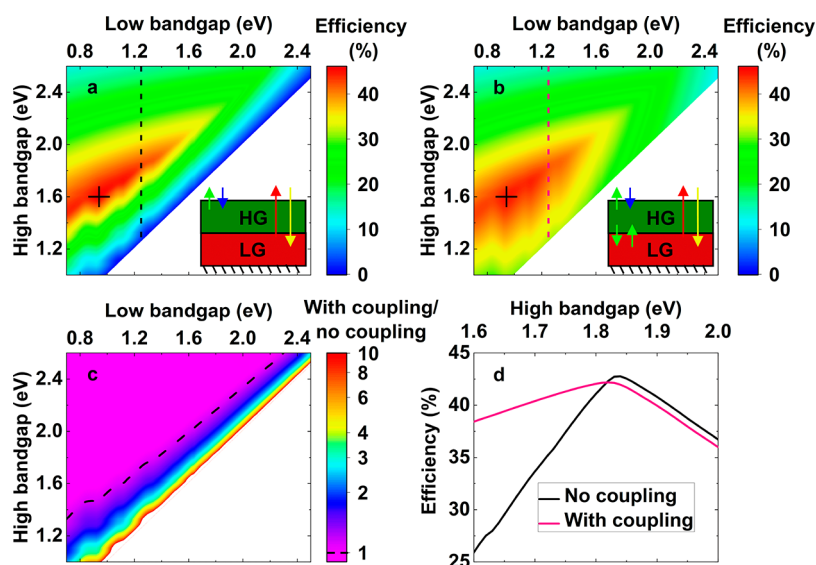 Low bandgap (eV)
0.8 1.2 1.6 2.0 2.4
Efficiency
(%)
High bandgap (eV)
2.4
2.0
1.6
1.2
a
HG
LG
40
30
20
10
0
Low bandgap (eV)
0.8 1.2 1.6 2.0 2.4
Efficiency
(%)
High bandgap (eV)
2.4
2.0
1.6
1.2
b
HG
LG
40
30
20
10
0
Low bandgap (eV)
0.8 1.2 1.6 2.0 2.4
With coupling/
no coupling
High bandgap (eV)
2.4
2.0
1.6
1.2
c
10
8
7
6
5
4
3
2
1
High bandgap (eV)
1.6 1.7 1.8 1.9 2.0
Efficiency (%)
45
40
35
30
25
d
No coupling
With coupling